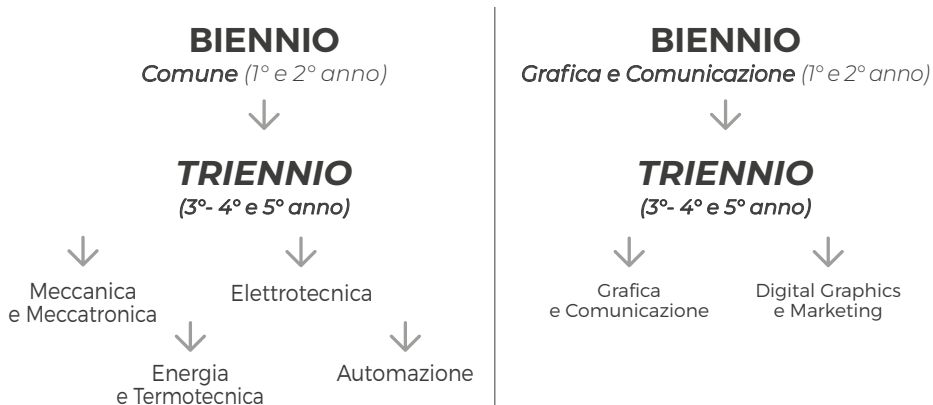 BIENNIO
Comune (1° e 2° anno)
TRIENNIO
(3°- 4° e 5° anno)
Meccanica
e Meccatronica
Elettrotecnica
Energia
e Termotecnica
Automazione
BIENNIO
Grafica e Comunicazione (1° e 2° anno)
TRIENNIO
(3°- 4° e 5° anno)
Grafica
e Comunicazione
Digital Graphics
e Marketing